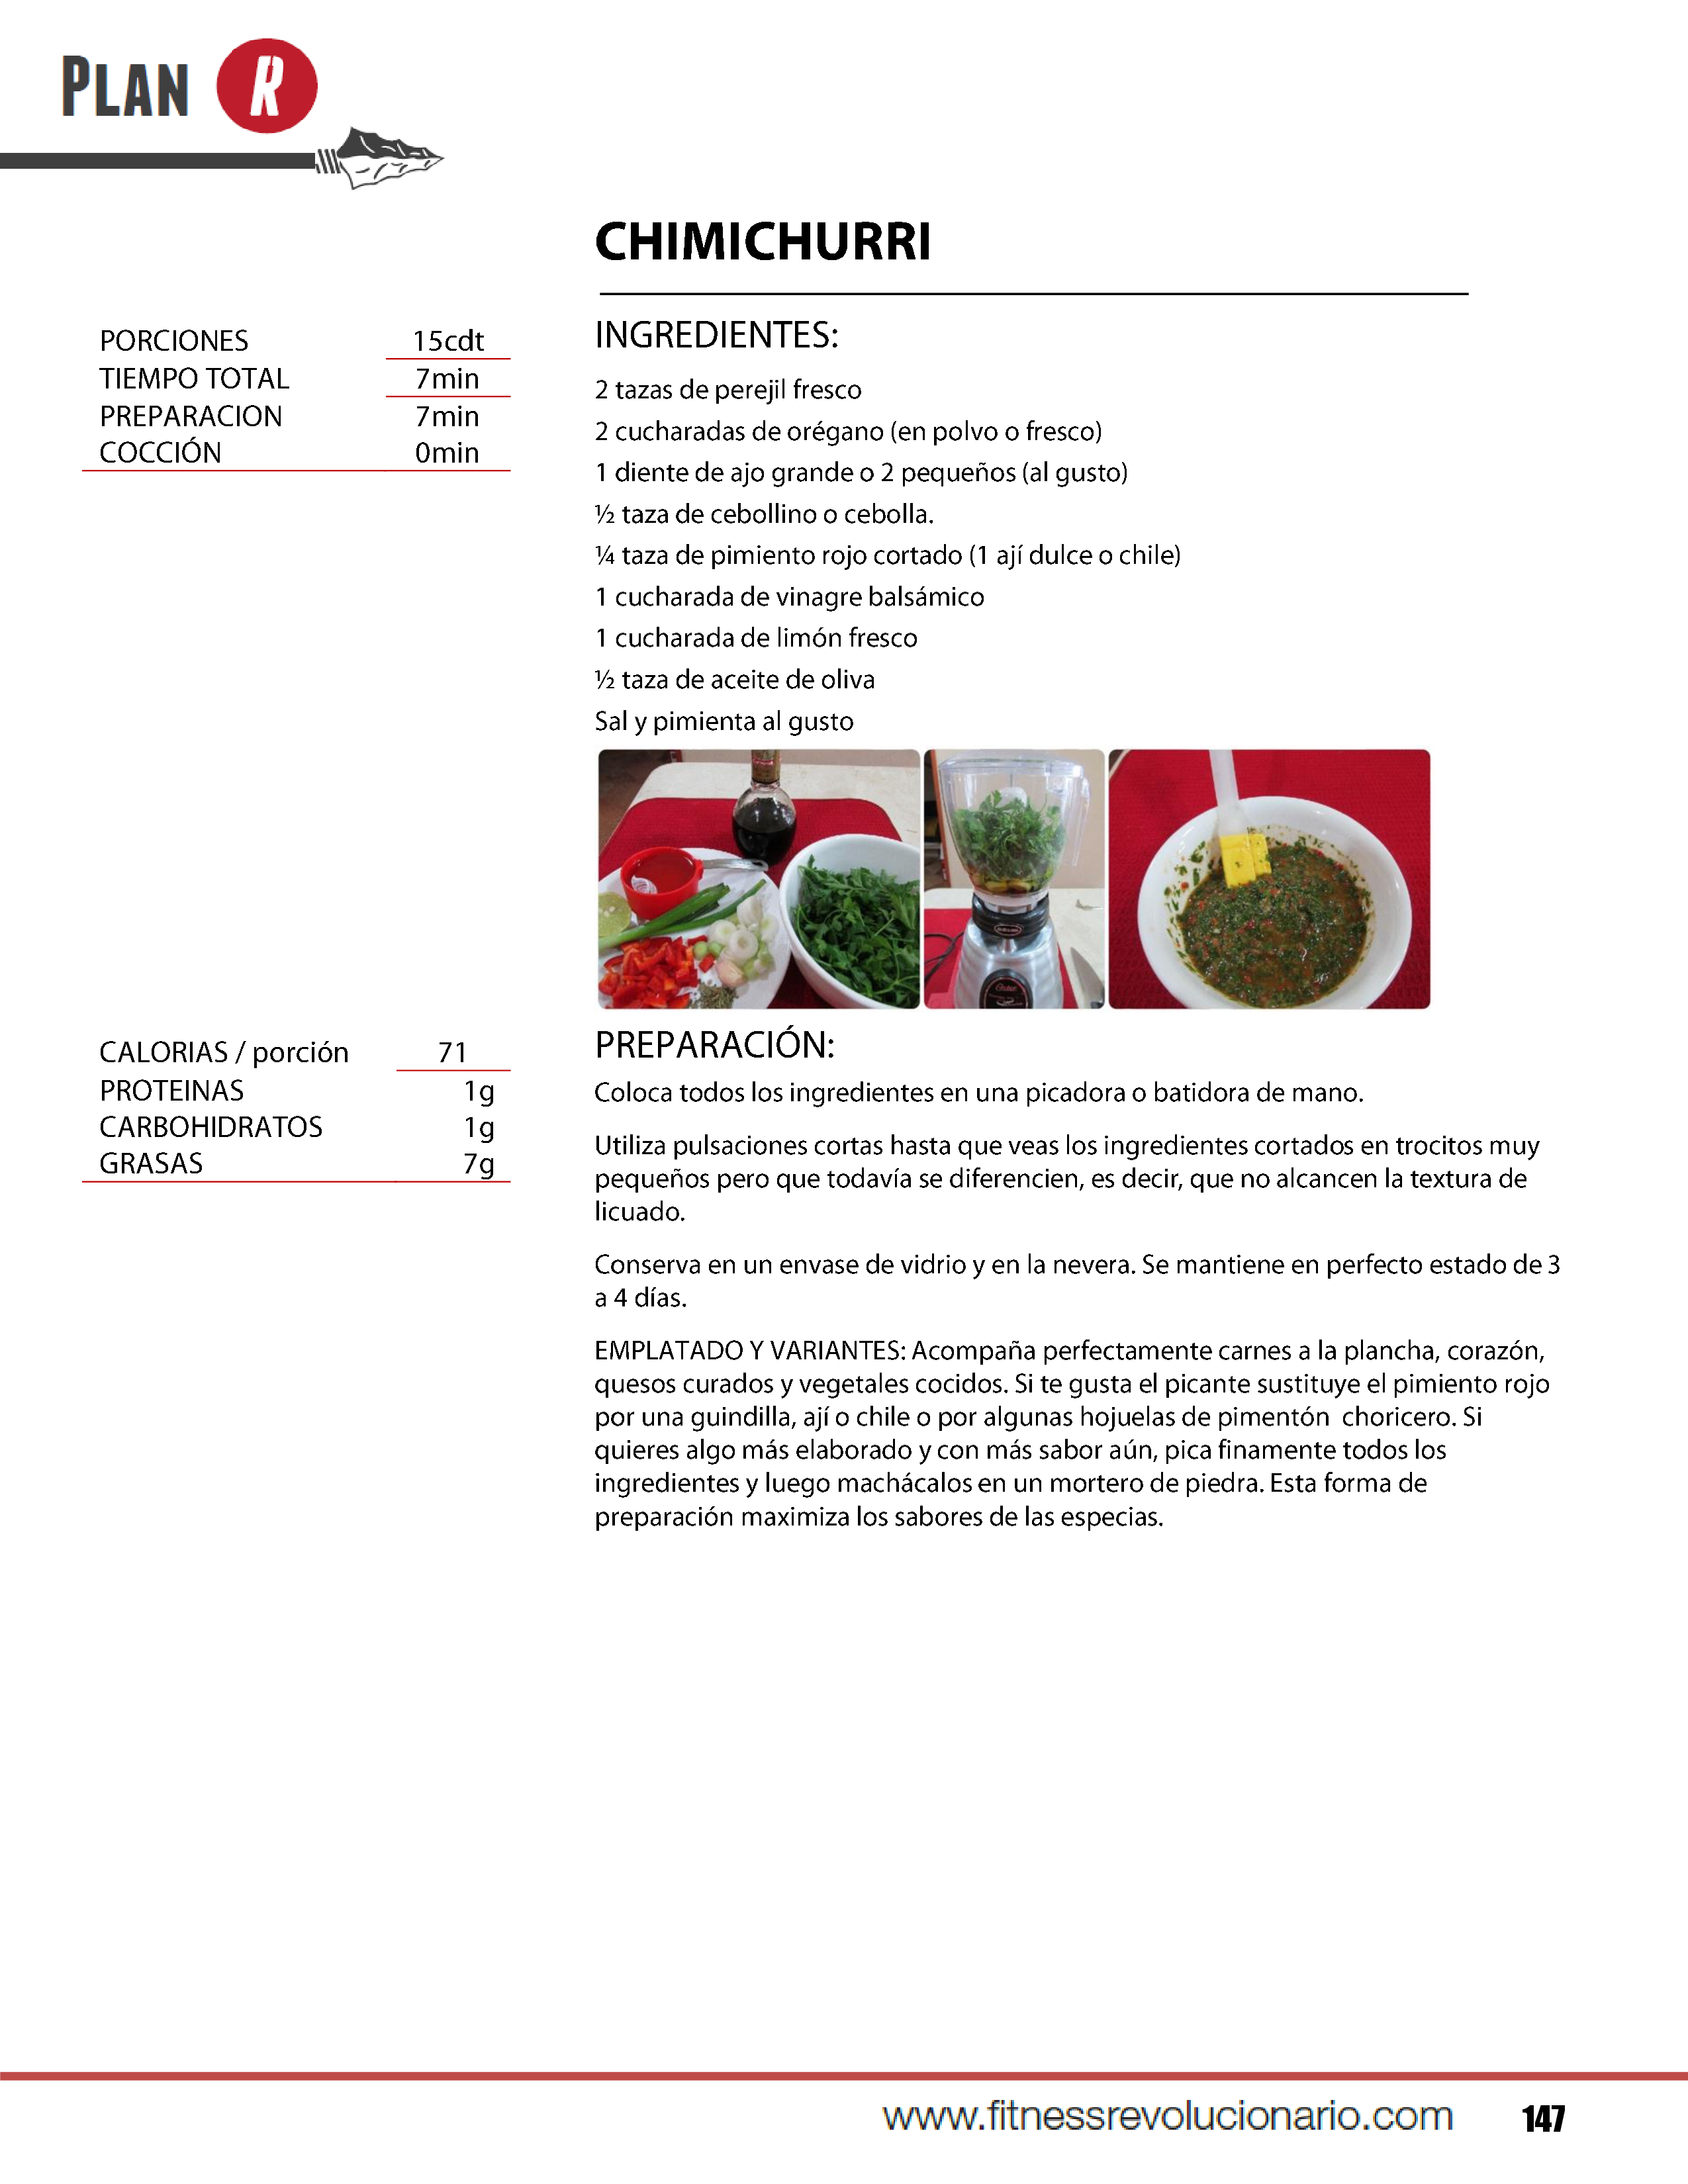 PLAN R
CHIMICHURRI
PORCIONES 15cdt
TIEMPO TOTAL 7min
PREPARACION 7min
COCCIÓN 0min
INGREDIENTES:
2 tazas de perejil fresco
2 cucharadas de orégano (en polvo o fresco)
1 diente de ajo grande o 2 pequeños (al gusto)
½ taza de cebollino o cebolla.
¼ taza de pimiento rojo cortado (1 ají dulce o chile)
1 cucharada de vinagre balsámico
1 cucharada de limón fresco
½ taza de aceite de oliva
Sal y pimienta al gusto
CALORIAS / porción 71
PROTEINAS 1g
CARBOHIDRATOS 1g
GRASAS 7g
PREPARACIÓN:
Coloca todos los ingredientes en una picadora o batidora de mano.
Utiliza pulsaciones cortas hasta que veas los ingredientes cortados en trocitos muy
pequeños pero que todavía se diferencien, es decir, que no alcancen la textura de
licuado.
Conserva en un envase de vidrio y en la nevera. Se mantiene en perfecto estado de 3
a 4 días.
EMPLATADO Y VARIANTES: Acompaña perfectamente carnes a la plancha, corazón,
quesos curados y vegetales cocidos. Si te gusta el picante sustituye el pimiento rojo
por una guindilla, ají o chile o por algunas hojuelas de pimentón choricero. Si
quieres algo más elaborado y con más sabor aún, pica finamente todos los
ingredientes y luego machácalos en un mortero de piedra. Esta forma de
preparación maximiza los sabores de las especias.
www.fitnessrevolucionario.com 147